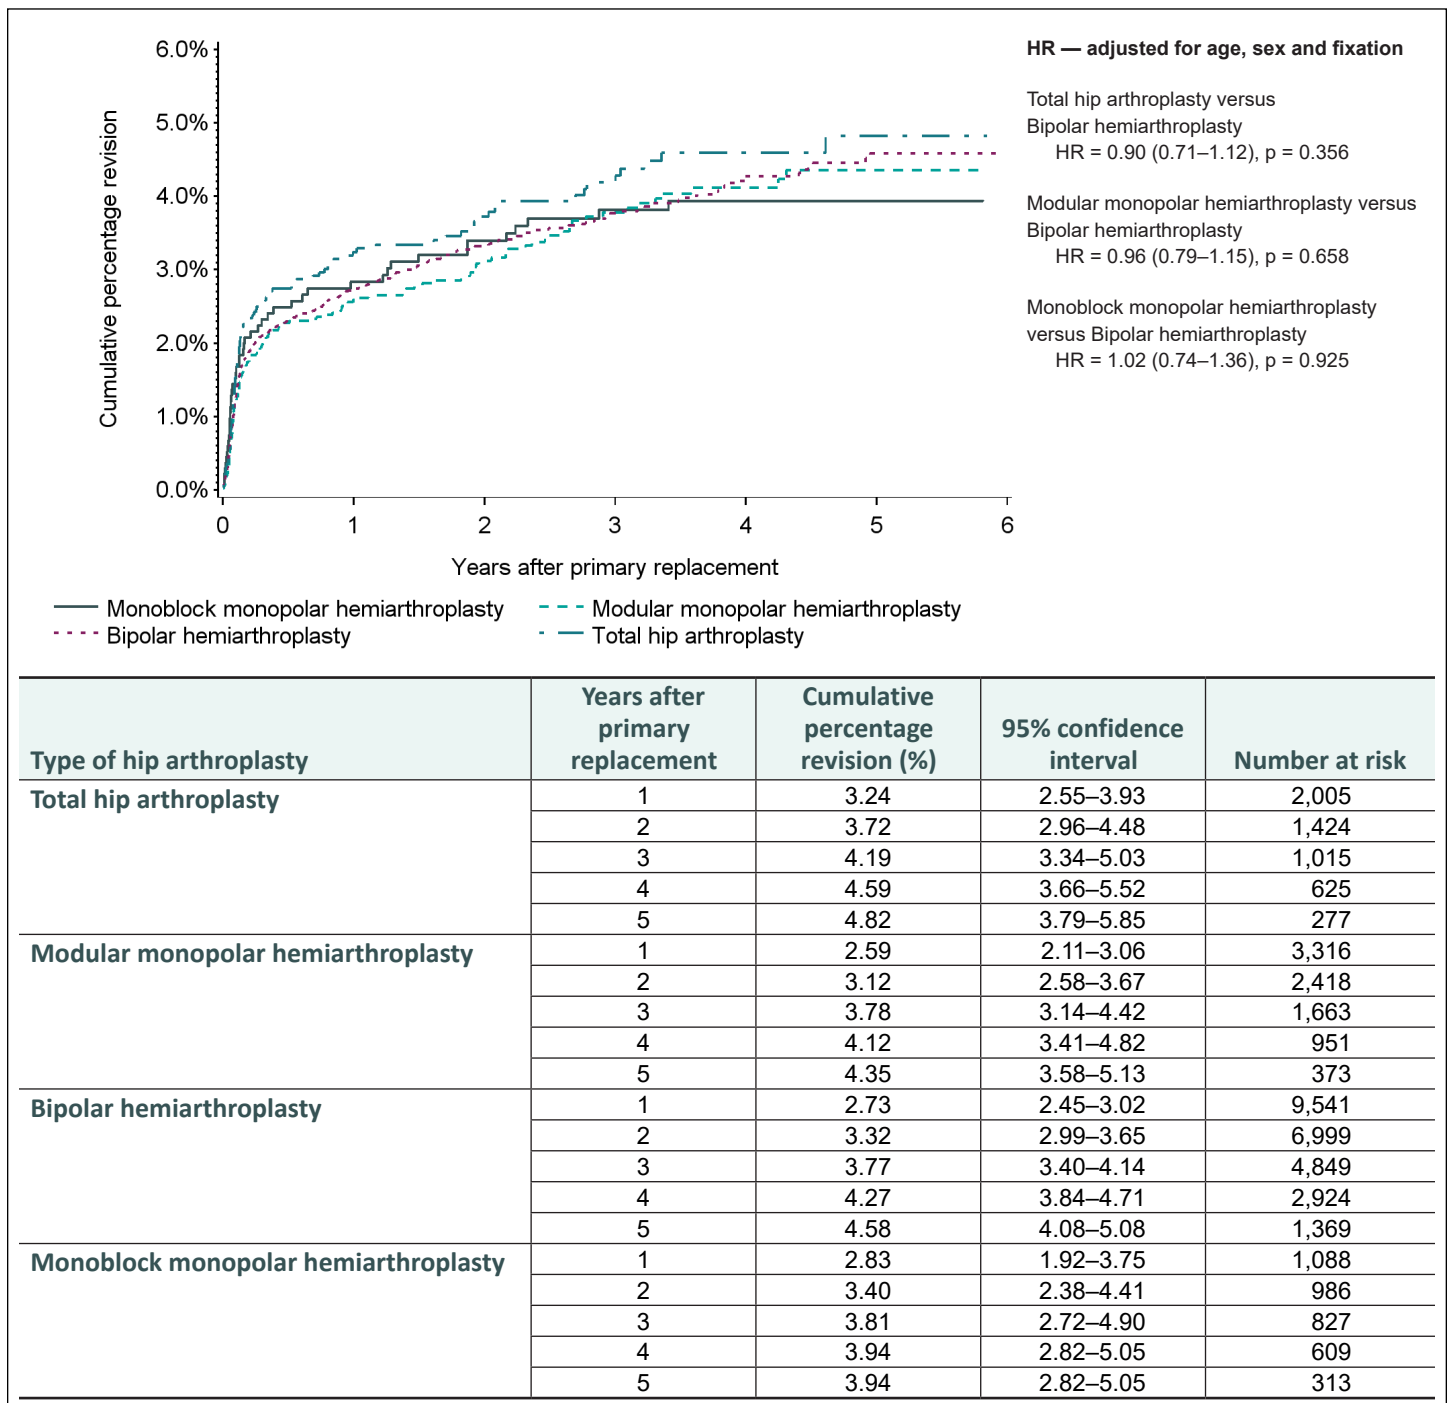 6.0%
5.0%
4.0%
3.0%
2.0%
1.0%
0.0%
Cumulative percentage revision
0 1 2 3 4 5 6
Years after primary replacement
Monoblock monopolar hemiarthroplasty
Modular monopolar hemiarthroplasty
Bipolar hemiarthroplasty
Total hip arthroplasty
HR — adjusted for age, sex and fixation
Total hip arthroplasty versus
Bipolar hemiarthroplasty
HR = 0.90 (0.71–1.12), p = 0.356
Modular monopolar hemiarthroplasty versus
Bipolar hemiarthroplasty
HR = 0.96 (0.79–1.15), p = 0.658
Monoblock monopolar hemiarthroplasty
versus Bipolar hemiarthroplasty
HR = 1.02 (0.74–1.36), p = 0.925
Type of hip arthroplasty
Years after
primary
replacement
Cumulative
percentage
revision (%)
95% confidence
interval
Number at risk
Total hip arthroplasty 1 3.24 2.55–3.93 2,005
2 3.72 2.96–4.48 1,424
3 4.19 3.34–5.03 1,015
4 4.59 3.66–5.52 625
5 4.82 3.79–5.85 277
Modular monopolar hemiarthroplasty 1 2.59 2.11–3.06 3,316
2 3.12 2.58–3.67 2,418
3 3.78 3.14–4.42 1,663
4 4.12 3.41–4.82 951
5 4.35 3.58–5.13 373
Bipolar hemiarthroplasty 1 2.73 2.45–3.02 9,541
2 3.32 2.99–3.65 6,999
3 3.77 3.40–4.14 4,849
4 4.27 3.84–4.71 2,924
5 4.58 4.08–5.08 1,369
Monoblock monopolar hemiarthroplasty 1 2.83 1.92–3.75 1,088
2 3.40 2.38–4.41 986
3 3.81 2.72–4.90 827
4 3.94 2.82–5.05 609
5 3.94 2.82–5.05 313